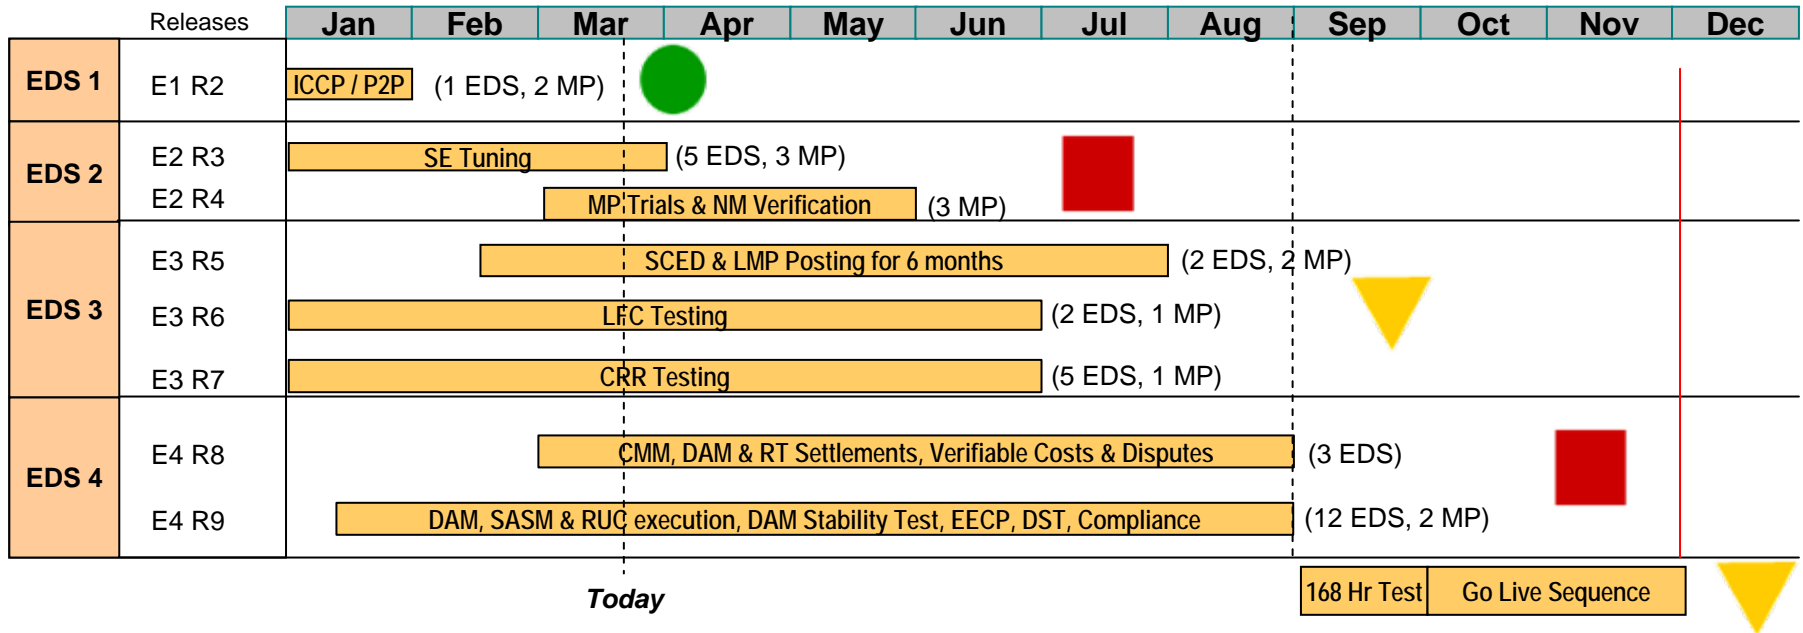 Releases Jan Feb Mar Apr May Jun Jul Aug Sep Oct Nov Dec
EDS 1 E1 R2 ICCP / P2P (1 EDS, 2 MP)
EDS 2
E2 R3 SE Tuning (5 EDS, 3 MP)
E2 R4 MP Trials & NM Verification (3 MP)
EDS 3
E3 R5 SCED & LMP Posting for 6 months (2 EDS, 2 MP)
E3 R6 LFC Testing (2 EDS, 1 MP)
E3 R7 CRR Testing (5 EDS, 1 MP)
EDS 4
E4 R8 CMM, DAM & RT Settlements, Verifiable Costs & Disputes (3 EDS)
E4 R9 DAM, SASM & RUC execution, DAM Stability Test, EECP, DST, Compliance (12 EDS, 2 MP)
Today 168 Hr Test Go Live Sequence